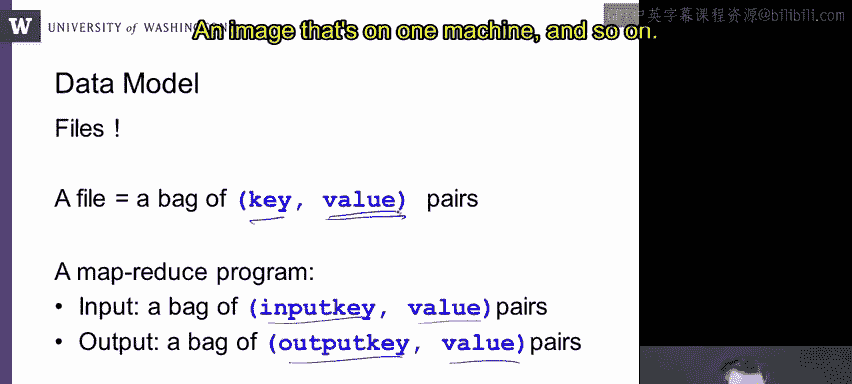 W UNIVERSITY of WASHINGTON
An image that's on one machine, and so on.
中英字幕课程资源@bilibili.com
Data Model
Files !
A file = a bag of (key, value) pairs
A map-reduce program:
• Input: a bag of (inputkey, value)pairs
• Output: a bag of (outputkey, value)pairs